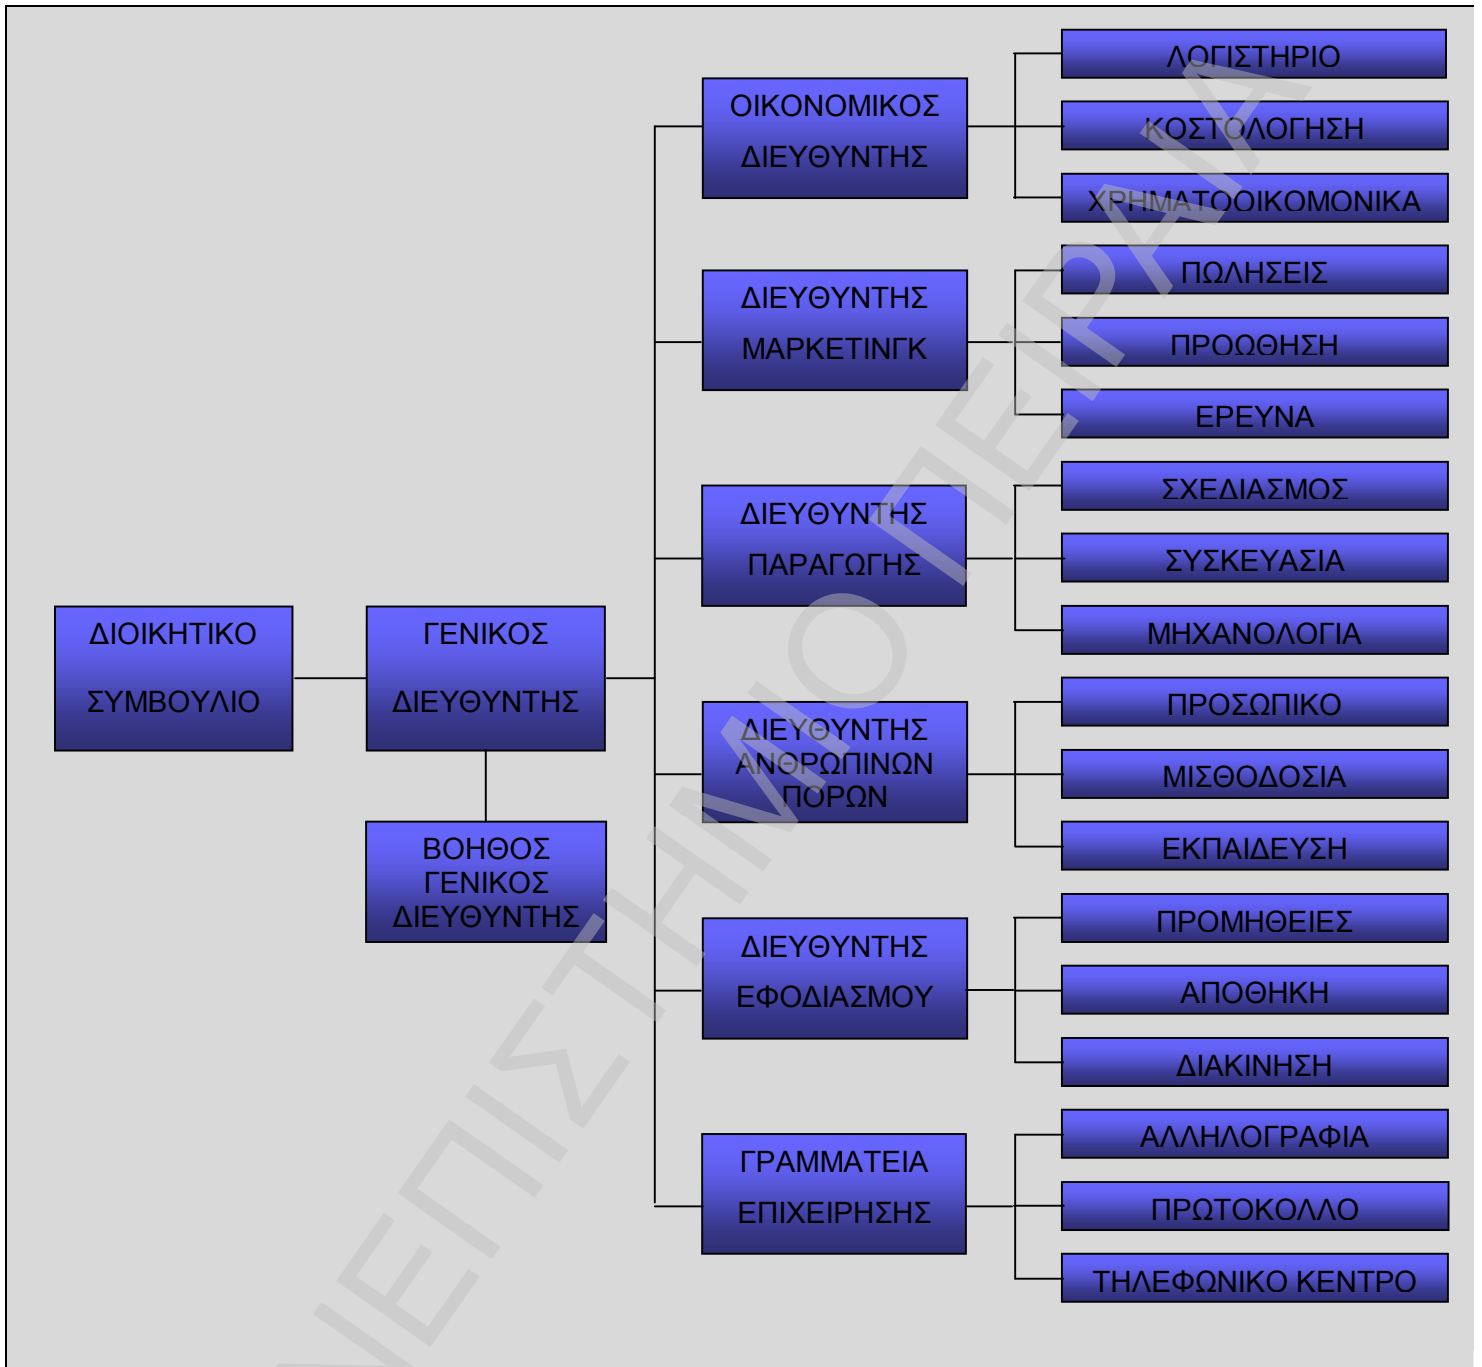 ΛΟΓΙΣΤΗΡΙΟ
ΟΙΚΟΝΟΜΙΚΟΣ
ΔΙΕΥΘΥΝΤΗΣ
ΚΟΣΤΟΛΟΓΗΣΗ
ΧΡΗΜΑΤΟΟΙΚΟΜΟΝΙΚΑ
ΔΙΕΥΘΥΝΤΗΣ
ΜΑΡΚΕΤΙΝΓΚ
ΠΩΛΗΣΕΙΣ
ΠΡΟΩΘΗΣΗ
ΕΡΕΥΝΑ
ΔΙΕΥΘΥΝΤΗΣ
ΠΑΡΑΓΩΓΗΣ
ΣΧΕΔΙΑΣΜΟΣ
ΣΥΣΚΕΥΑΣΙΑ
ΜΗΧΑΝΟΛΟΓΙΑ
ΔΙΟΙΚΗΤΙΚΟ
ΣΥΜΒΟΥΛΙΟ
ΓΕΝΙΚΟΣ
ΔΙΕΥΘΥΝΤΗΣ
ΒΟΗΘΟΣ
ΓΕΝΙΚΟΣ
ΔΙΕΥΘΥΝΤΗΣ
ΔΙΕΥΘΥΝΤΗΣ
ΑΝΘΡΩΠΙΝΩΝ
ΠΟΡΩΝ
ΠΡΟΣΩΠΙΚΟ
ΜΙΣΘΟΔΟΣΙΑ
ΕΚΠΑΙΔΕΥΣΗ
ΔΙΕΥΘΥΝΤΗΣ
ΕΦΟΔΙΑΣΜΟΥ
ΠΡΟΜΗΘΕΙΕΣ
ΑΠΟΘΗΚΗ
ΔΙΑΚΙΝΗΣΗ
ΓΡΑΜΜΑΤΕΙΑ
ΕΠΙΧΕΙΡΗΣΗΣ
ΑΛΛΗΛΟΓΡΑΦΙΑ
ΠΡΩΤΟΚΟΛΛΟ
ΤΗΛΕΦΩΝΙΚΟ ΚΕΝΤΡΟ
ΝΕΠΙΣΤΗΜΙΟ ΠΕΙΡΑΙΑ